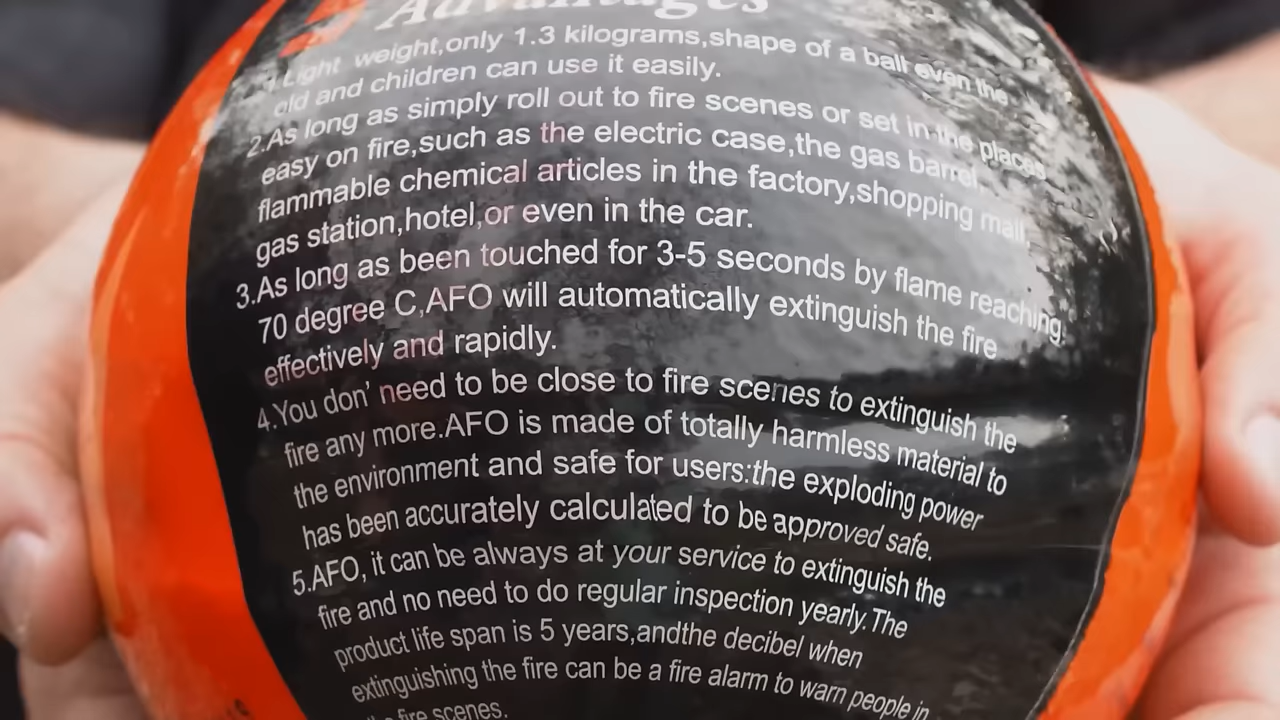 5 Advantages
1.Light weight,only 1.3 kilograms,shape of a ball even the
old and children can use it easily.
2.As long as simply roll out to fire scenes or set in the places
easy on fire,such as the electric case,the gas barrel,
flammable chemical articles in the factory,shopping mall,
gas station,hotel,or even in the car.
3.As long as been touched for 3-5 seconds by flame reaching
70 degree C,AFO will automatically extinguish the fire
effectively and rapidly.
4.You don' need to be close to fire scenes to extinguish the
fire any more.AFO is made of totally harmless material to
the environment and safe for users:the exploding power
has been accurately calculated to be approved safe.
5.AFO, it can be always at your service to extinguish the
fire and no need to do regular inspection yearly.The
product life span is 5 years,andthe decibel when
extinguishing the fire can be a fire alarm to warn people in
the fire scenes.